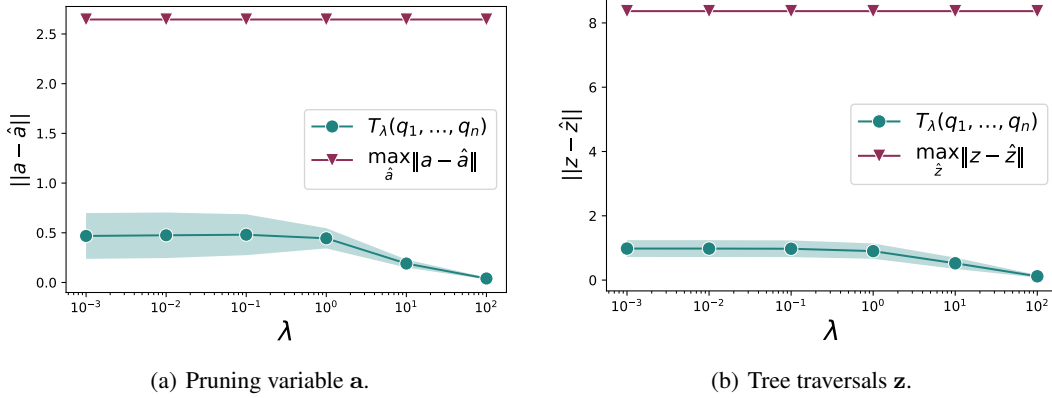 ||a − â||
2.5
2.0
1.5
1.0
0.5
0.0
T_λ(q_1, ..., q_n)
max_â ‖a − â‖
10^−3 10^−2 10^−1 10^0 10^1 10^2
λ
(a) Pruning variable a.
||z − ẑ||
8
6
4
2
0
T_λ(q_1, ..., q_n)
max_ẑ ‖z − ẑ‖
10^−3 10^−2 10^−1 10^0 10^1 10^2
λ
(b) Tree traversals z.